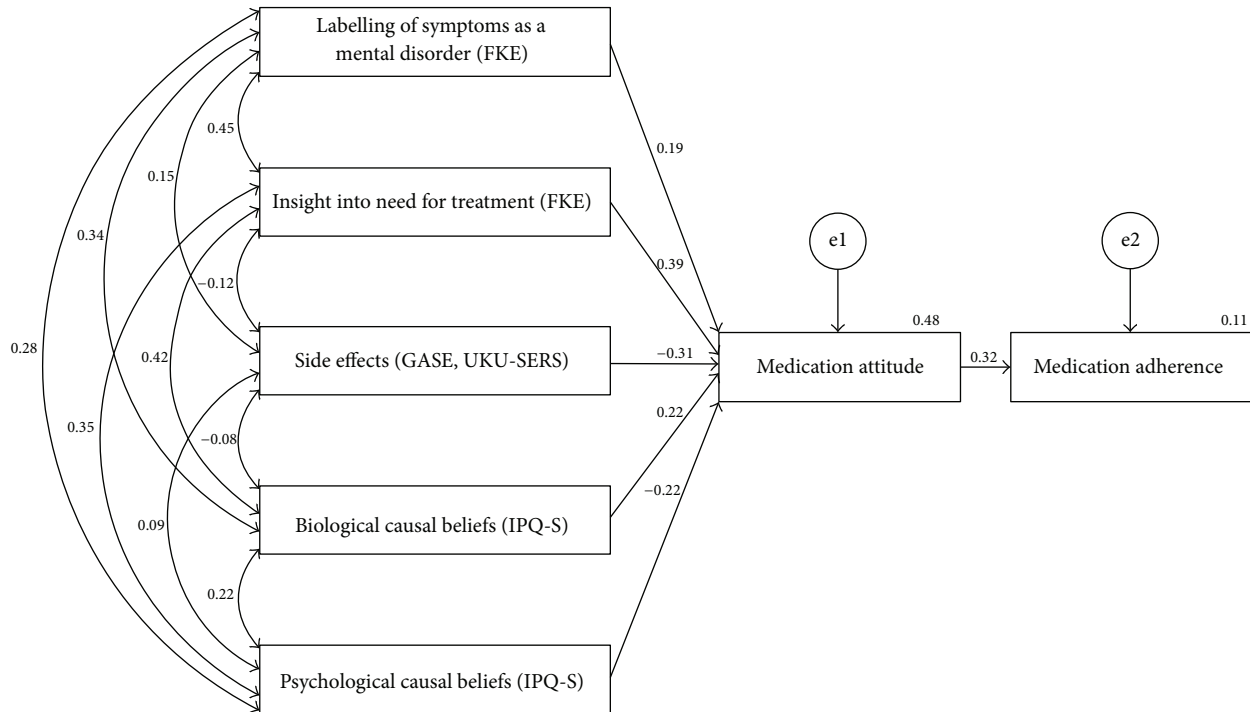 Labelling of symptoms as a
mental disorder (FKE)
0.45
0.19
0.15
Insight into need for treatment (FKE)
0.34
e1
e2
0.39
−0.12
0.48
0.11
0.28
0.42
Side effects (GASE, UKU-SERS)
−0.31
Medication attitude
0.32
Medication adherence
0.22
0.35
−0.08
−0.22
0.09
Biological causal beliefs (IPQ-S)
0.22
Psychological causal beliefs (IPQ-S)